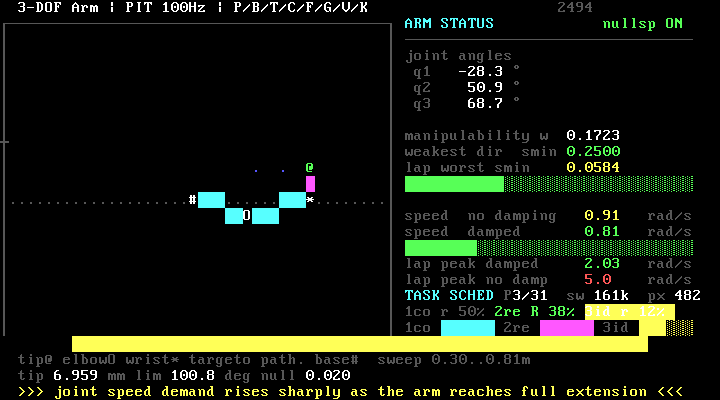 3-DOF Arm | PIT 100Hz | P/B/T/C/F/G/V/K 2494
ARM STATUS nullsp ON
joint angles
q1 -28.3 °
q2 50.9 °
q3 68.7 °
manipulability w 0.1723
weakest dir smin 0.2500
lap worst smin 0.0584
speed no damping 0.91 rad/s
speed damped 0.81 rad/s
lap peak damped 2.03 rad/s
lap peak no damp 5.0 rad/s
TASK SCHED P3/31 sw 161k px 482
1co r 50% 2re R 38% 3id r 12%
1co 2re 3id
@
#
O
*
tip@ elbowO wrist* targeto path. base# sweep 0.30..0.81m
tip 6.959 mm lim 100.8 deg null 0.020
>>> joint speed demand rises sharply as the arm reaches full extension <<<